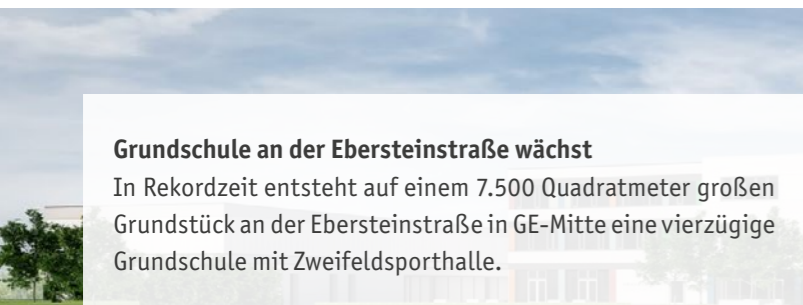 Grundschule an der Ebersteinstraße wächst
In Rekordzeit entsteht auf einem 7.500 Quadratmeter großen
Grundstück an der Ebersteinstraße in GE-Mitte eine vierzügige
Grundschule mit Zweifeldsporthalle.